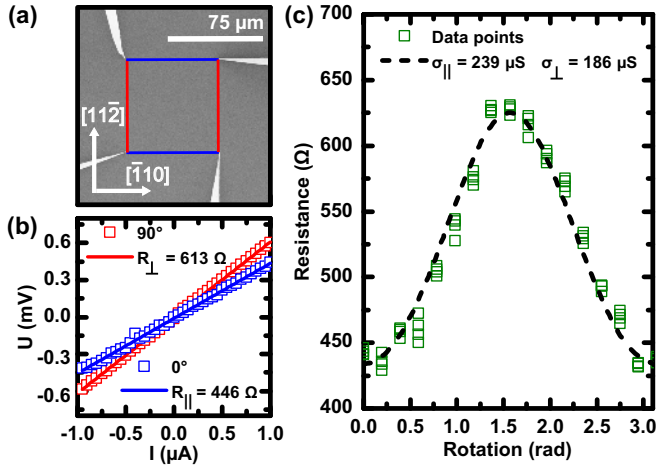 (a)
75 μm
[112̄]
[1̄10]
(b)
90°
R⊥ = 613 Ω
0°
R|| = 446 Ω
U (mV)
0.6
0.3
0.0
-0.3
-0.6
-1.0 -0.5 0.0 0.5 1.0
I (μA)
(c)
Data points
σ|| = 239 μS σ⊥ = 186 μS
Resistance (Ω)
650
600
550
500
450
400
0.0 0.5 1.0 1.5 2.0 2.5 3.0
Rotation (rad)